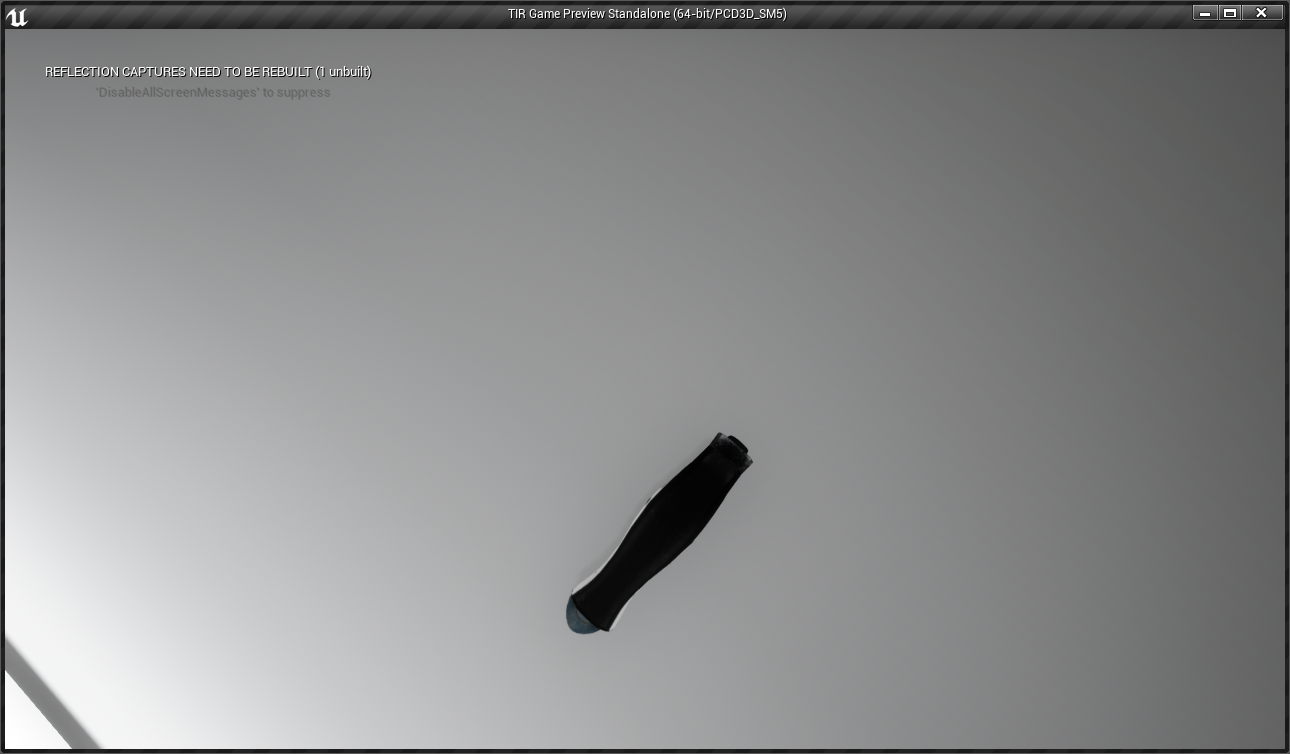 TIR Game Preview Standalone (64-bit/PCD3D_SM5)
REFLECTION CAPTURES NEED TO BE REBUILT (1 unbuilt)
'DisableAllScreenMessages' to suppress